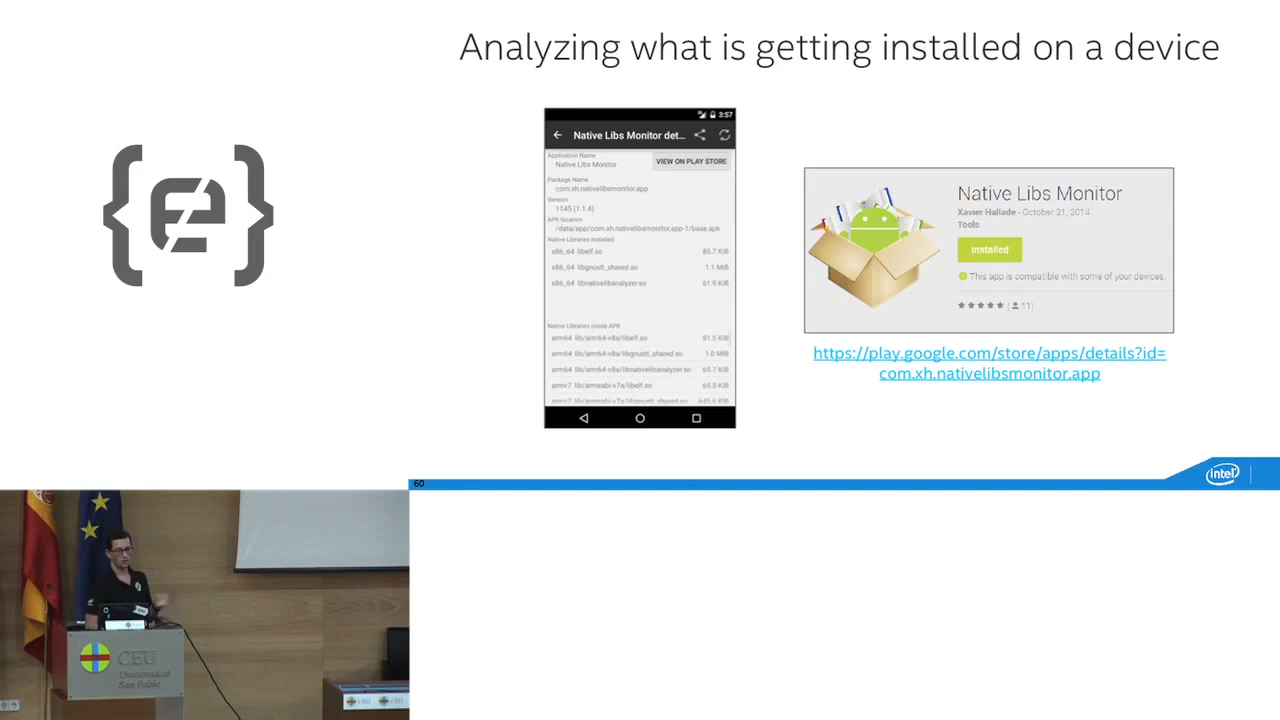 Analyzing what is getting installed on a device
3:57
Native Libs Monitor det...
Application Name
Native Libs Monitor
VIEW ON PLAY STORE
Package Name
com.xh.nativelibsmonitor.app
Version
1145 (1.1.4)
APK location
/data/app/com.xh.nativelibsmonitor.app-1/base.apk
Native Libraries Installed
x86_64 libelf.so 85.7 KiB
x86_64 libgnustl_shared.so 1.1 MiB
x86_64 libnativelibanalyzer.so 61.9 KiB
Native Libraries Inside APK
arm64 lib/arm64-v8a/libelf.so 81.5 KiB
arm64 lib/arm64-v8a/libgnustl_shared.so 1.0 MiB
arm64 lib/arm64-v8a/libnativelibanalyzer.so 65.7 KiB
armv7 lib/armeabi-v7a/libelf.so 65.3 KiB
armv7 lib/armeabi-v7a/libgnustl_shared.so 645.9 KiB
Native Libs Monitor
Xavier Hallade - October 21, 2014
Tools
Installed
This app is compatible with some of your devices.
(11)
https://play.google.com/store/apps/details?id=
com.xh.nativelibsmonitor.app
60
intel
CEU
Universidad
San Pablo